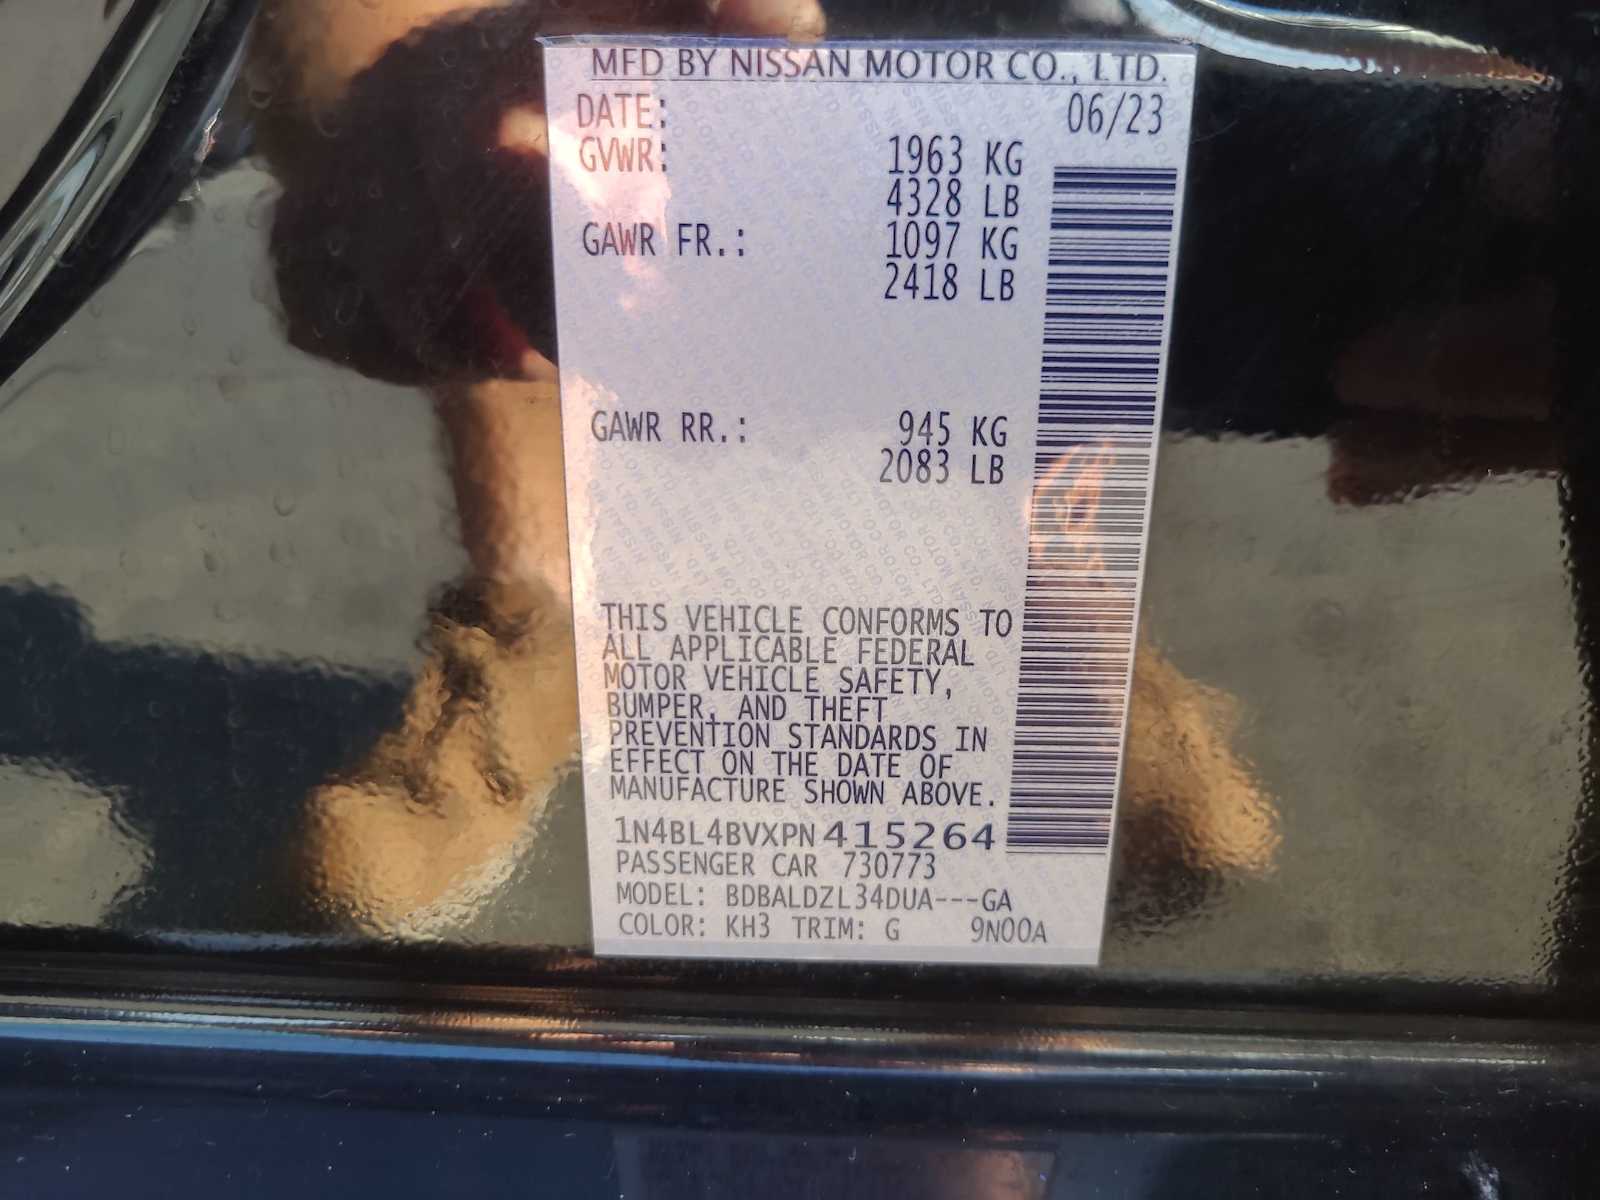 MFD BY NISSAN MOTOR CO., LTD.
DATE: 06/23
GVWR: 1963 KG
4328 LB
GAWR FR.: 1097 KG
2418 LB
GAWR RR.: 945 KG
2083 LB
THIS VEHICLE CONFORMS TO
ALL APPLICABLE FEDERAL
MOTOR VEHICLE SAFETY,
BUMPER, AND THEFT
PREVENTION STANDARDS IN
EFFECT ON THE DATE OF
MANUFACTURE SHOWN ABOVE.
1N4BL4BVXPN415264
PASSENGER CAR 730773
MODEL: BDBALDZL34DUA---GA
COLOR: KH3 TRIM: G 9N00A